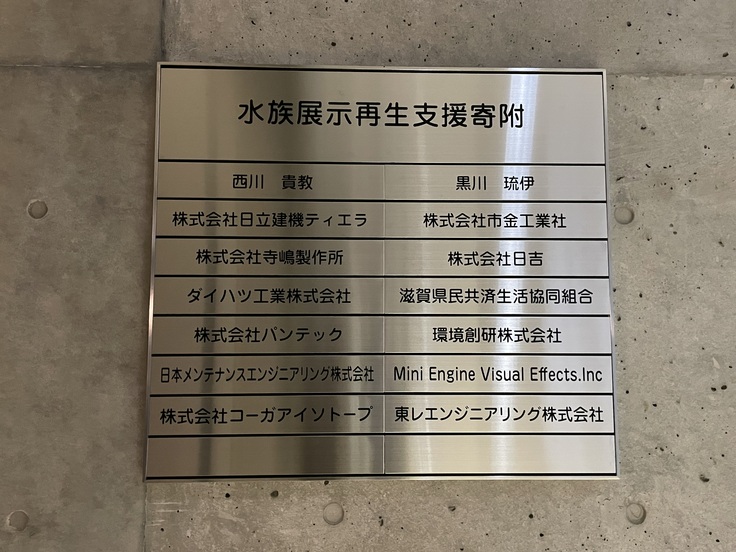 水族展示再生支援寄附
西川　貴教
黒川　琉伊
株式会社日立建機ティエラ
株式会社市金工業社
株式会社寺嶋製作所
株式会社日吉
ダイハツ工業株式会社
滋賀県民共済生活協同組合
株式会社パンテック
環境創研株式会社
日本メンテナンスエンジニアリング株式会社
Mini Engine Visual Effects.Inc
株式会社コーガアイソトープ
東レエンジニアリング株式会社